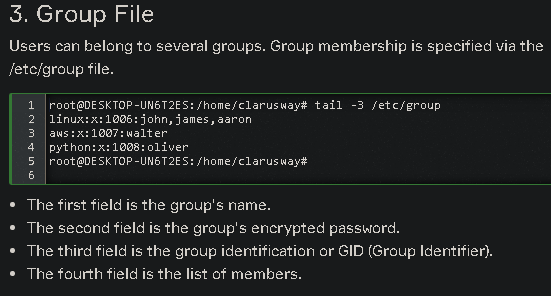 3. Group File
Users can belong to several groups. Group membership is specified via the
/etc/group file.
1 root@DESKTOP-UN6T2ES:/home/clarusway# tail -3 /etc/group
2 linux:x:1006:john,james,aaron
3 aws:x:1007:walter
4 python:x:1008:oliver
5 root@DESKTOP-UN6T2ES:/home/clarusway#
6
• The first field is the group's name.
• The second field is the group's encrypted password.
• The third field is the group identification or GID (Group Identifier).
• The fourth field is the list of members.